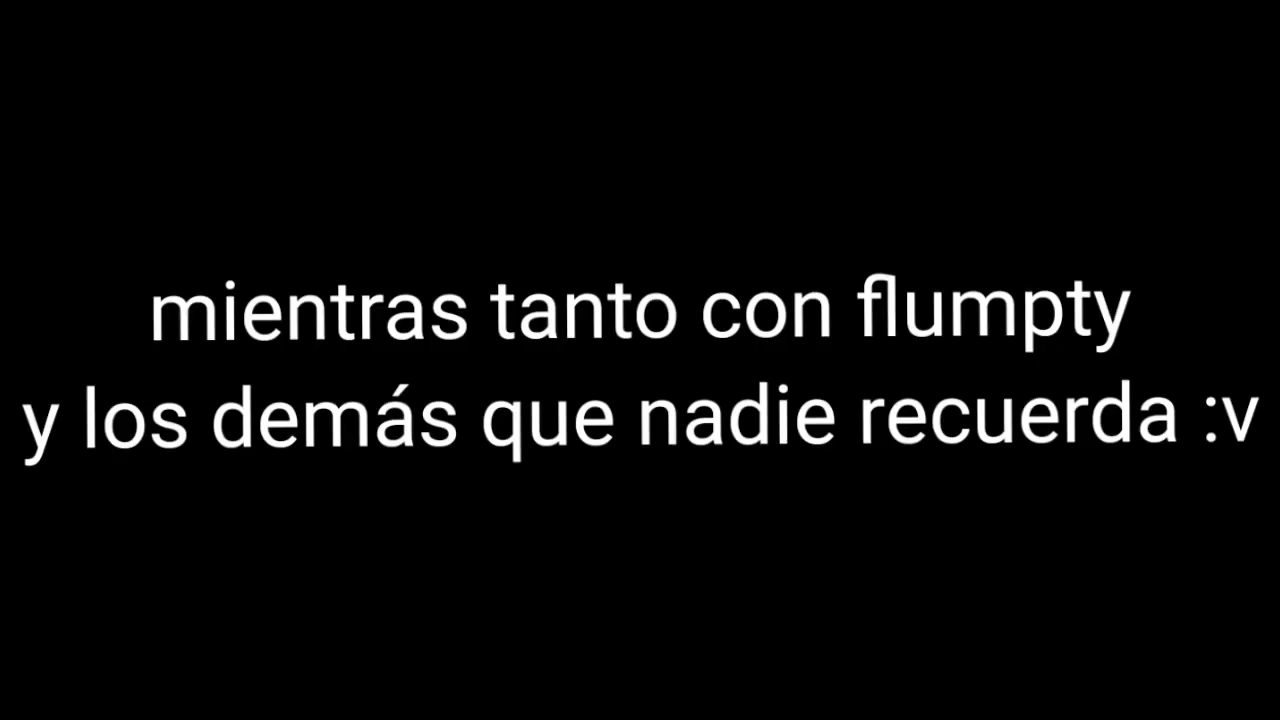 mientras tanto con flumpty
y los demás que nadie recuerda :v